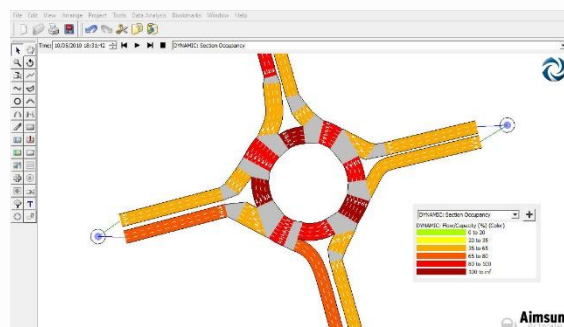 File Edit View Arrange Project Tools Data Analysis Bookmarks Window Help
Time: 10/05/2010 18:31:42
DYNAMIC: Section Occupancy
DYNAMIC: Section Occupancy
DYNAMIC: Flow/Capacity (%) (Color)
0 to 20
20 to 35
35 to 65
65 to 80
80 to 100
100 to inf
Aimsun